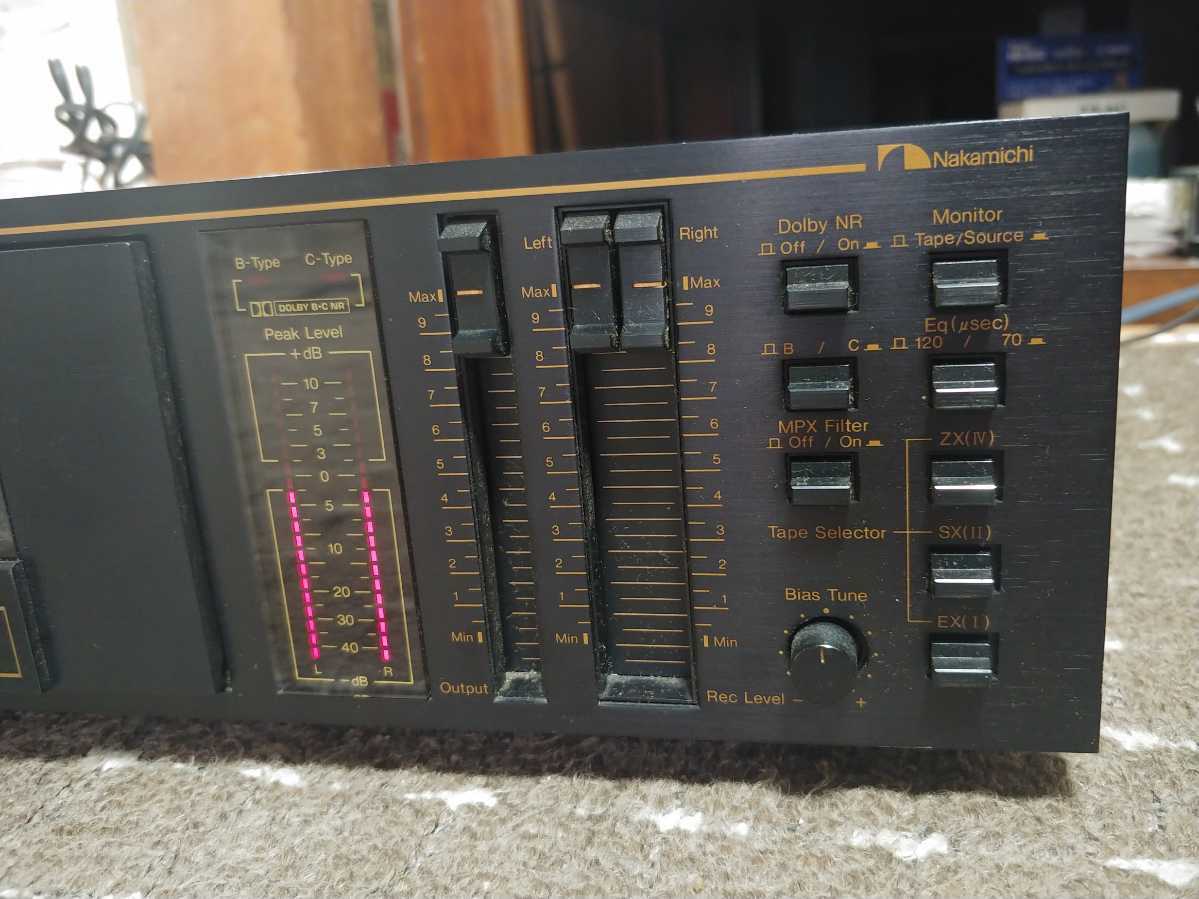 Nakamichi
B-Type C-Type
DOLBY B•C NR
Peak Level
+dB
10
7
5
3
0
5
10
20
30
40
L R
-dB
Max
9
8
7
6
5
4
3
2
1
Min
Output
Left Right
Max Max
9 9
8 8
7 7
6 6
5 5
4 4
3 3
2 2
1 1
Min Min
Rec Level
Dolby NR
Off / On
B / C
MPX Filter
Off / On
Monitor
Tape/Source
Eq(μsec)
120 / 70
ZX(IV)
Tape Selector
SX(II)
EX(I)
Bias Tune
- +